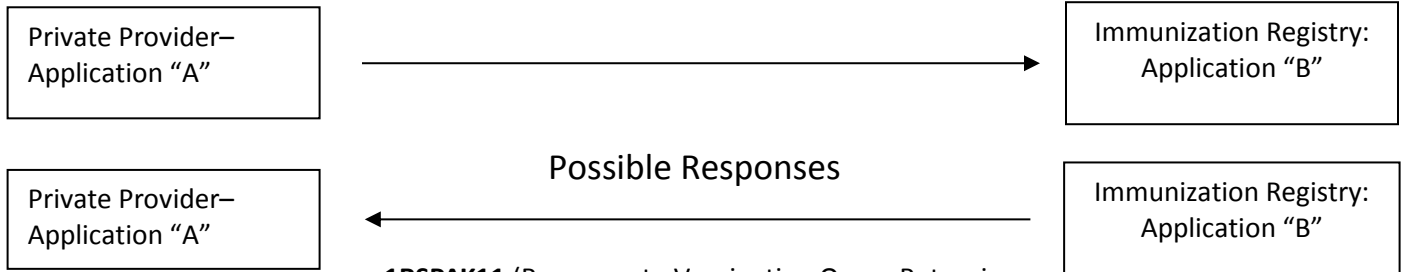 Private Provider–
Application “A”
Immunization Registry:
Application “B”
Possible Responses
Private Provider–
Application “A”
Immunization Registry:
Application “B”